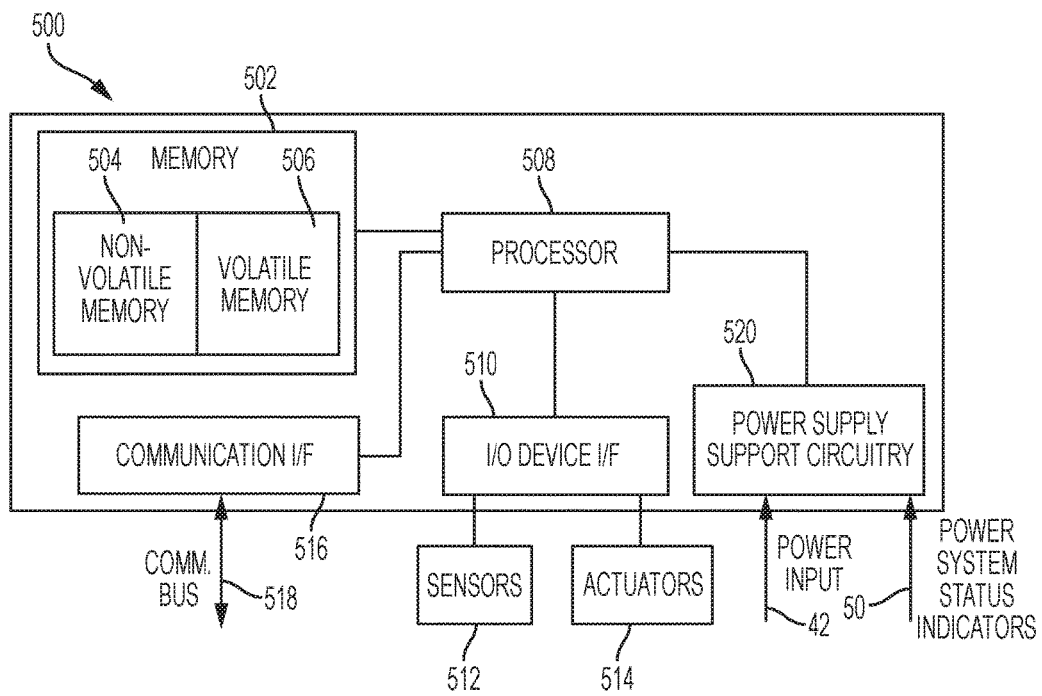 500
502
504
MEMORY
506
508
NON-
VOLATILE
MEMORY
VOLATILE
MEMORY
PROCESSOR
510
520
COMMUNICATION I/F
I/O DEVICE I/F
POWER SUPPLY
SUPPORT CIRCUITRY
516
COMM.
BUS
518
SENSORS
ACTUATORS
POWER
INPUT
POWER
SYSTEM
STATUS
INDICATORS
42
50
512
514